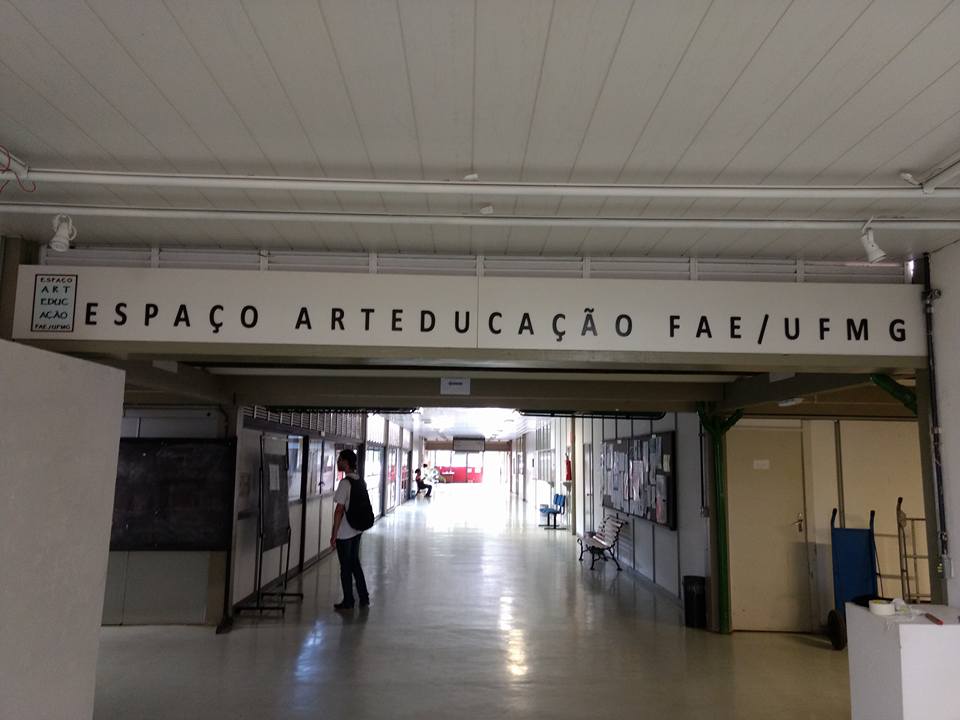 ESPAÇO
ART
EDUC
AÇÃO
FAE/UFMG
ESPAÇO ARTEDUCAÇÃO FAE/UFMG